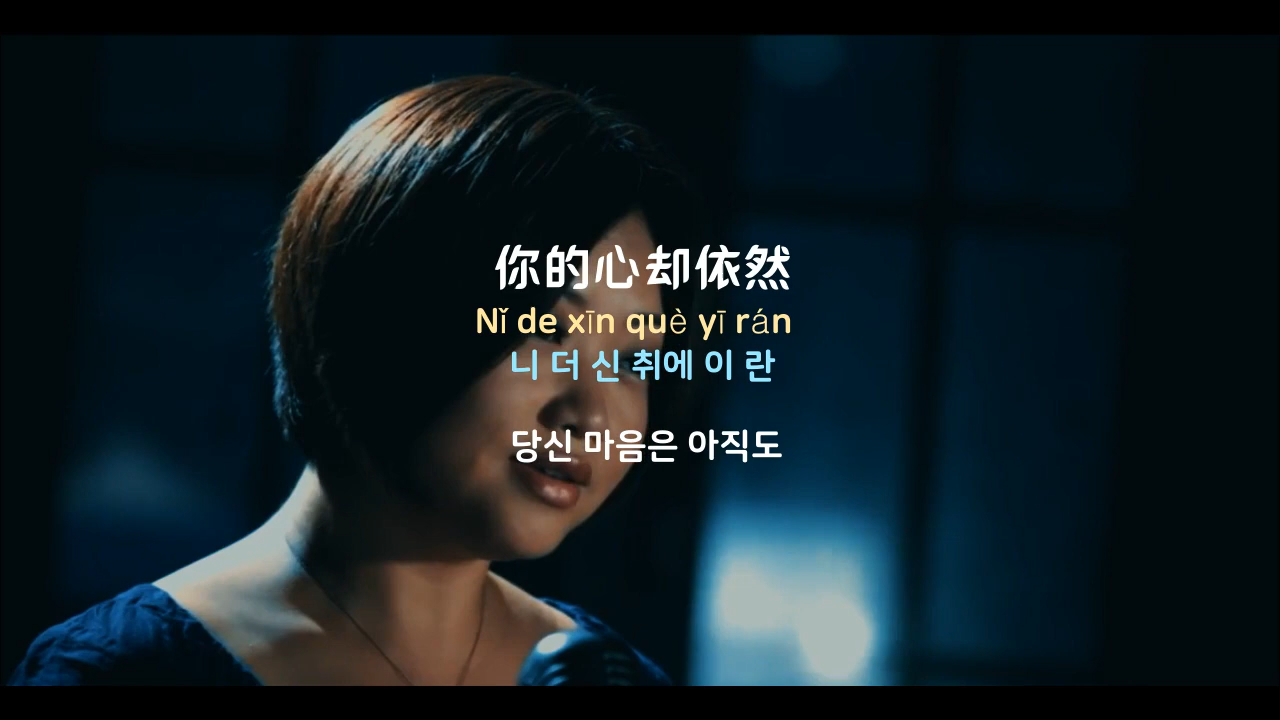 你的心却依然
Nǐ de xīn què yī rán
니 더 신 취에 이 란
당신 마음은 아직도